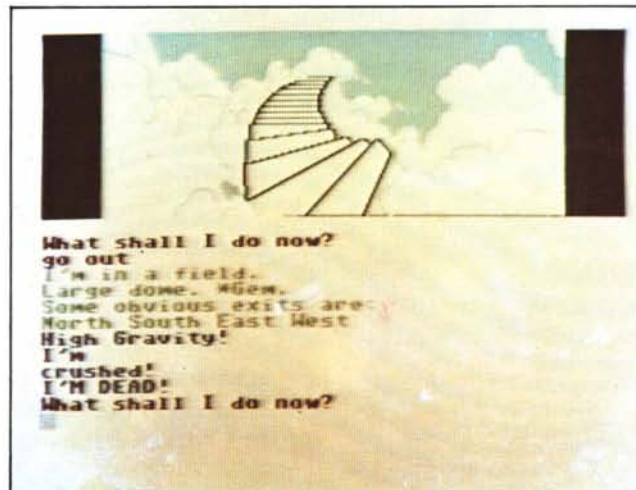 What shall I do now?
go out
I'm in a field.
Large dome. *Gem.
Some obvious exits are:
North South East West
High Gravity!
I'm
crushed!
I'M DEAD!
What shall I do now?